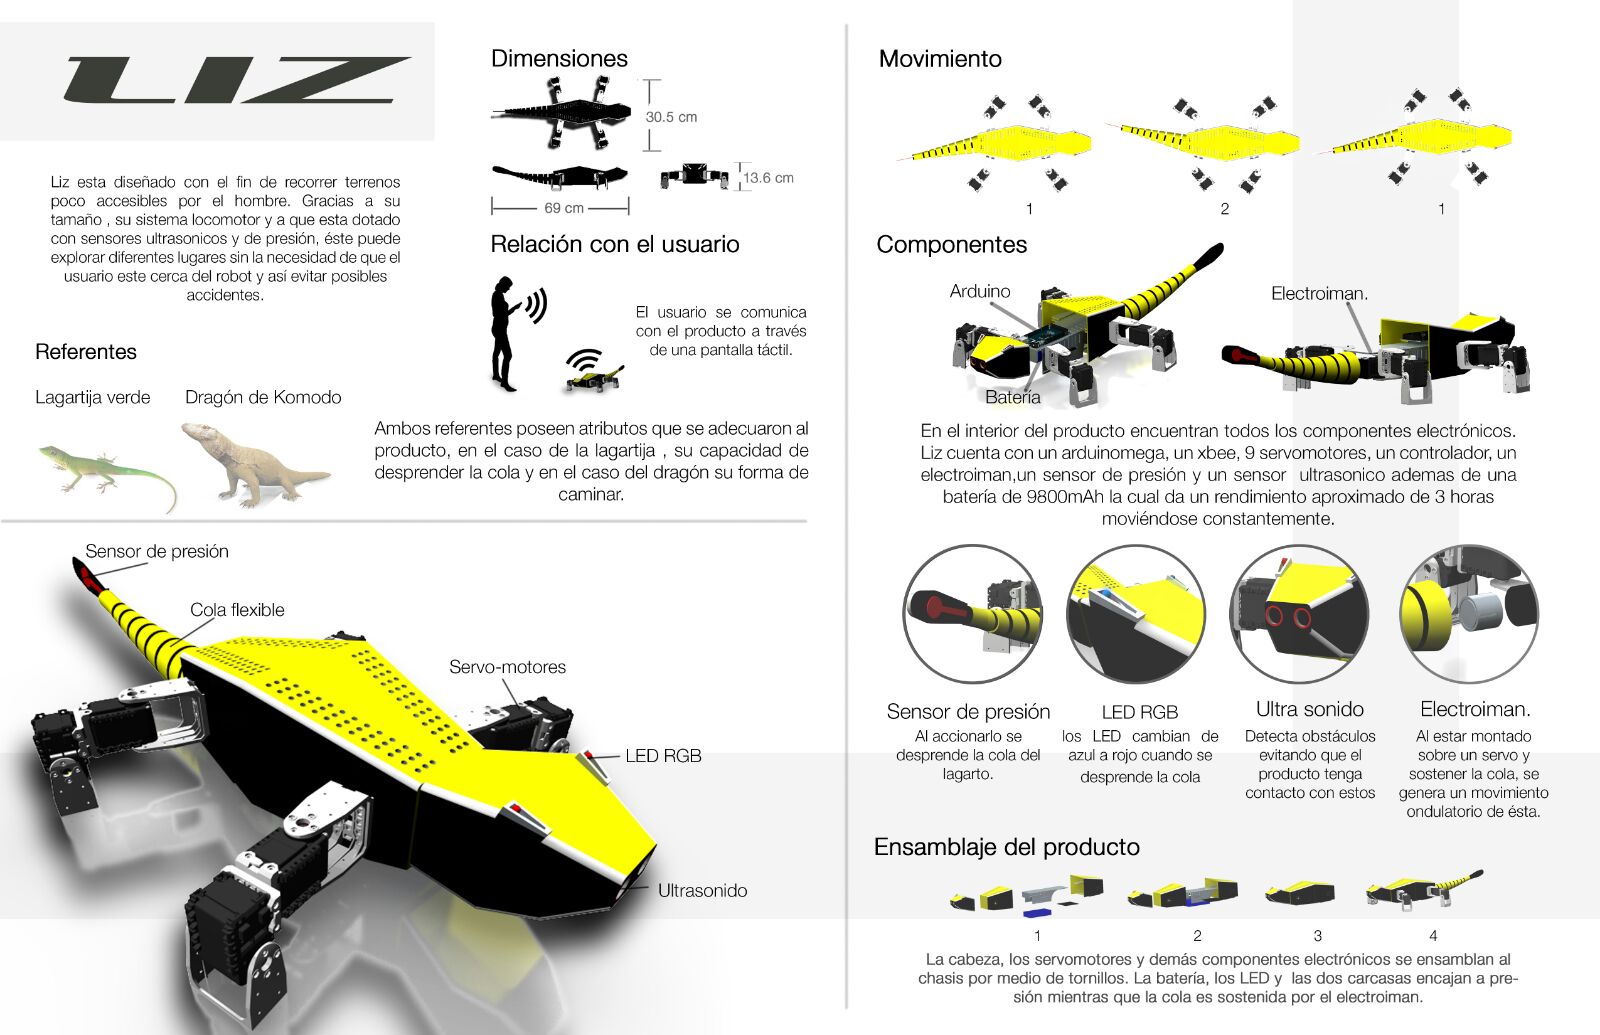 LIZ
Liz esta diseñado con el fin de recorrer terrenos
poco accesibles por el hombre. Gracias a su
tamaño , su sistema locomotor y a que esta dotado
con sensores ultrasonicos y de presión, éste puede
explorar diferentes lugares sin la necesidad de que el
usuario este cerca del robot y así evitar posibles
accidentes.
Referentes
Lagartija verde
Dragón de Komodo
Ambos referentes poseen atributos que se adecuaron al
producto, en el caso de la lagartija , su capacidad de
desprender la cola y en el caso del dragón su forma de
caminar.
Dimensiones
30.5 cm
13.6 cm
69 cm
Relación con el usuario
El usuario se comunica
con el producto a través
de una pantalla táctil.
Sensor de presión
Cola flexible
Servo-motores
LED RGB
Ultrasonido
Movimiento
1
2
1
Componentes
Arduino
Electroiman.
Batería
En el interior del producto encuentran todos los componentes electrónicos.
Liz cuenta con un arduinomega, un xbee, 9 servomotores, un controlador, un
electroiman,un sensor de presión y un sensor ultrasonico ademas de una
batería de 9800mAh la cual da un rendimiento aproximado de 3 horas
moviéndose constantemente.
Sensor de presión
Al accionarlo se
desprende la cola del
lagarto.
LED RGB
los LED cambian de
azul a rojo cuando se
desprende la cola
Ultra sonido
Detecta obstáculos
evitando que el
producto tenga
contacto con estos
Electroiman.
Al estar montado
sobre un servo y
sostener la cola, se
genera un movimiento
ondulatorio de ésta.
Ensamblaje del producto
1
2
3
4
La cabeza, los servomotores y demás componentes electrónicos se ensamblan al
chasis por medio de tornillos. La batería, los LED y las dos carcasas encajan a pre-
sión mientras que la cola es sostenida por el electroiman.